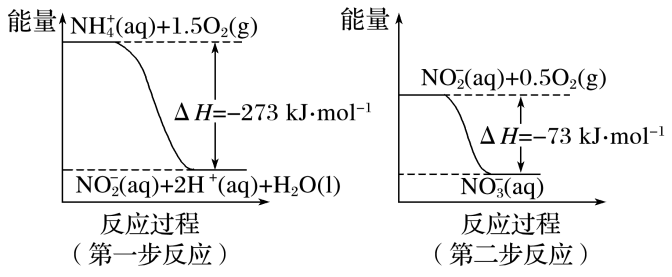 能量
NH₄⁺(aq)+1.5O₂(g)
ΔH=−273 kJ·mol⁻¹
NO₂⁻(aq)+2H⁺(aq)+H₂O(l)
反应过程
（第一步反应）
能量
NO₂⁻(aq)+0.5O₂(g)
ΔH=−73 kJ·mol⁻¹
NO₃⁻(aq)
反应过程
（第二步反应）